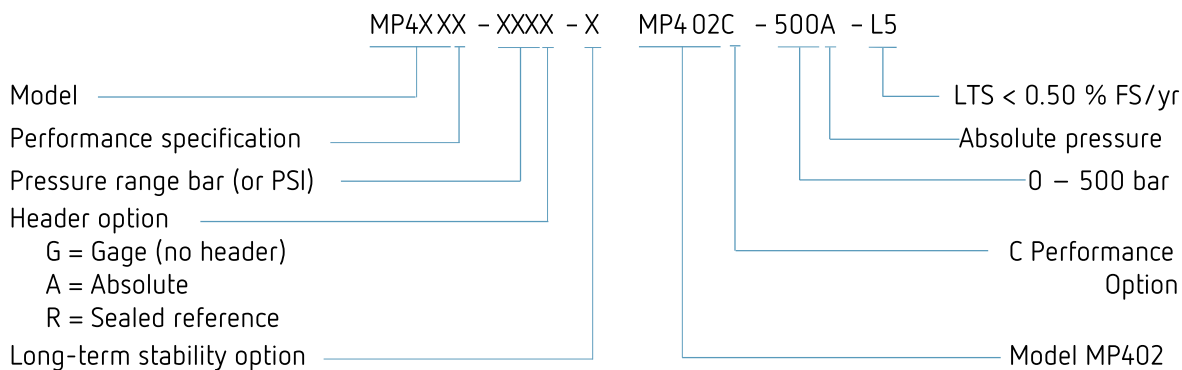 MP4XXX – XXXX – X
MP402C – 500A – L5
Model
Performance specification
Pressure range bar (or PSI)
Header option
G = Gage (no header)
A = Absolute
R = Sealed reference
Long-term stability option
LTS < 0.50 % FS/yr
Absolute pressure
0 – 500 bar
C Performance
Option
Model MP402